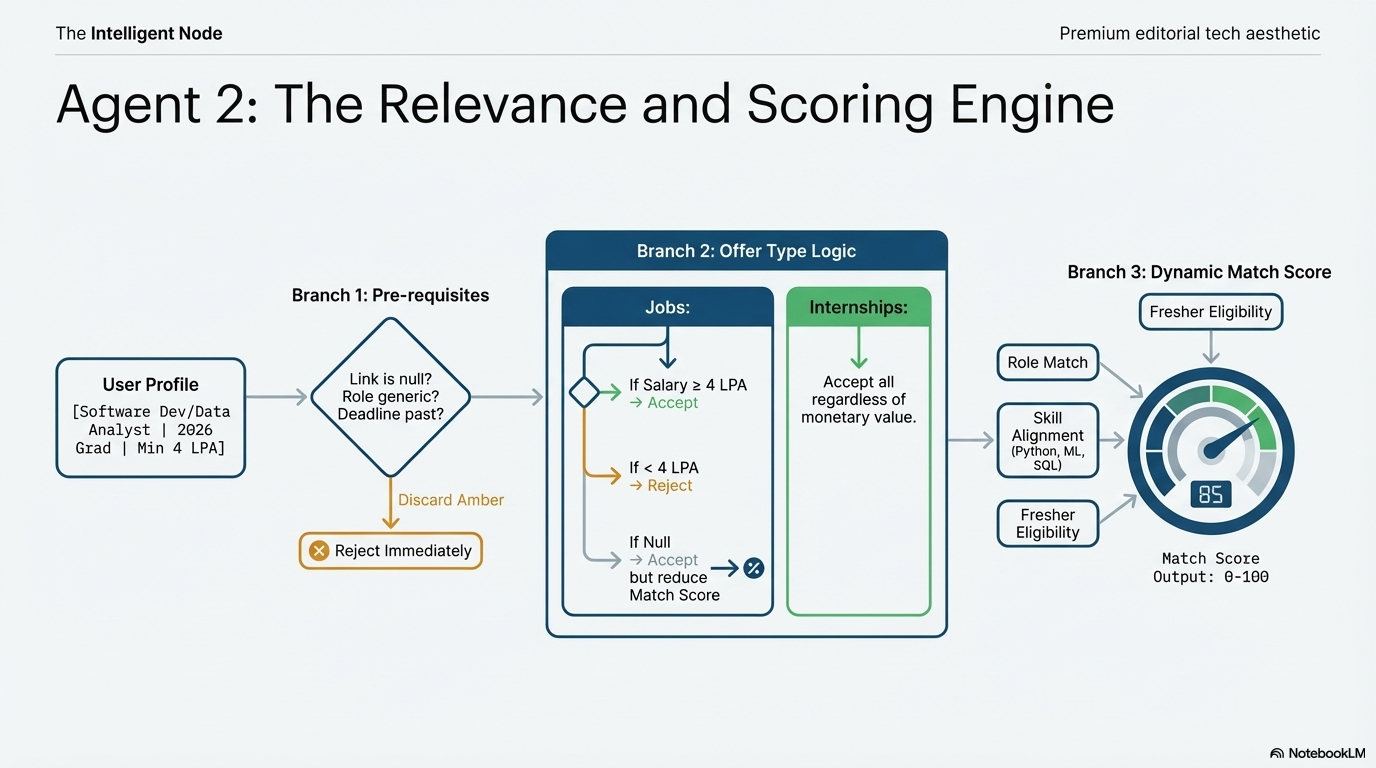 The Intelligent Node
Premium editorial tech aesthetic
Agent 2: The Relevance and Scoring Engine
User Profile
[Software Dev/Data
Analyst | 2026
Grad | Min 4 LPA]
Branch 1: Pre-requisites
Link is null?
Role generic?
Deadline past?
Discard Amber
Reject Immediately
Branch 2: Offer Type Logic
Jobs:
If Salary ≥ 4 LPA
→ Accept
If < 4 LPA
→ Reject
If Null
→ Accept
but reduce
Match Score
%
Internships:
Accept all
regardless of
monetary value.
Branch 3: Dynamic Match Score
Fresher Eligibility
Role Match
Skill
Alignment
(Python, ML,
SQL)
Fresher
Eligibility
85
Match Score
Output: 0-100
NotebookLM